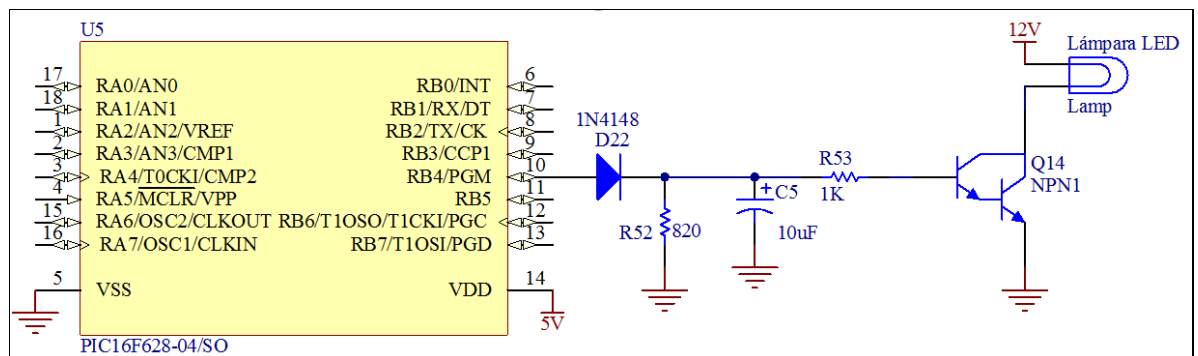 U5
17 RA0/AN0 RB0/INT 6
18 RA1/AN1 RB1/RX/DT 7
1 RA2/AN2/VREF RB2/TX/CK 8
2 RA3/AN3/CMP1 RB3/CCP1 9
3 RA4/T0CKI/CMP2 RB4/PGM 10
4 RA5/MCLR/VPP RB5 11
15 RA6/OSC2/CLKOUT RB6/T1OSO/T1CKI/PGC 12
16 RA7/OSC1/CLKIN RB7/T1OSI/PGD 13
5 VSS VDD 14
5V
PIC16F628-04/SO
1N4148
D22
R52 820
+ C5
10uF
R53
1K
12V
Lámpara LED
Lamp
Q14
NPN1